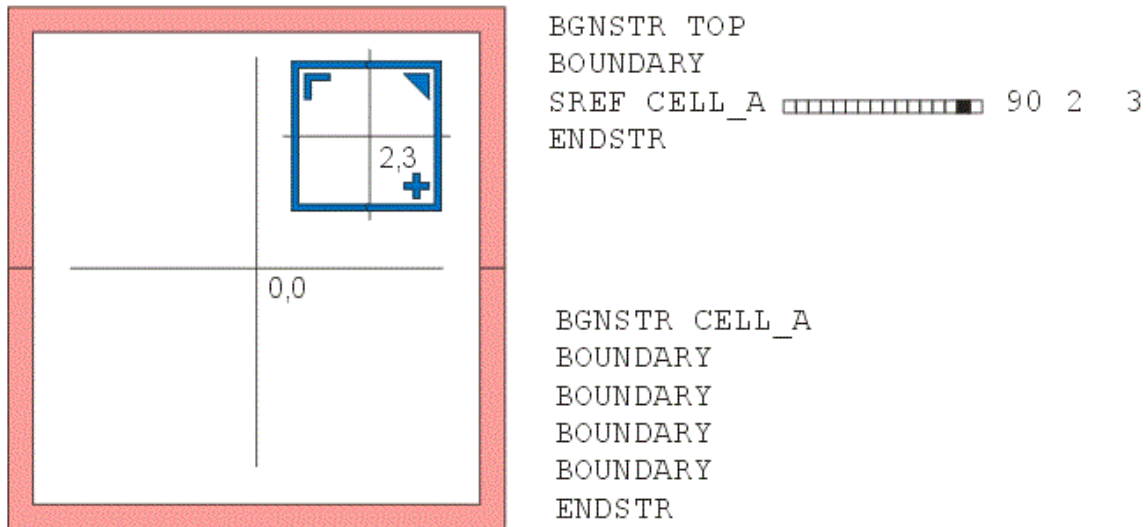 BGNSTR TOP
BOUNDARY
SREF CELL_A 90 2 3
ENDSTR
2,3
0,0
BGNSTR CELL_A
BOUNDARY
BOUNDARY
BOUNDARY
BOUNDARY
ENDSTR